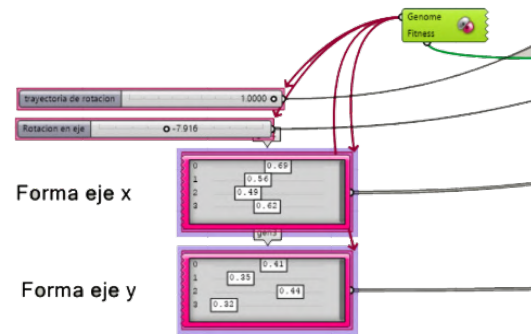 Genome
Fitness
trayectoria de rotacion 1.0000
Rotacion en eje -7.916
Forma eje x
0 0.69
1 0.56
2 0.49
3 0.62
Forma eje y
0 0.41
1 0.35
2 0.44
3 0.32